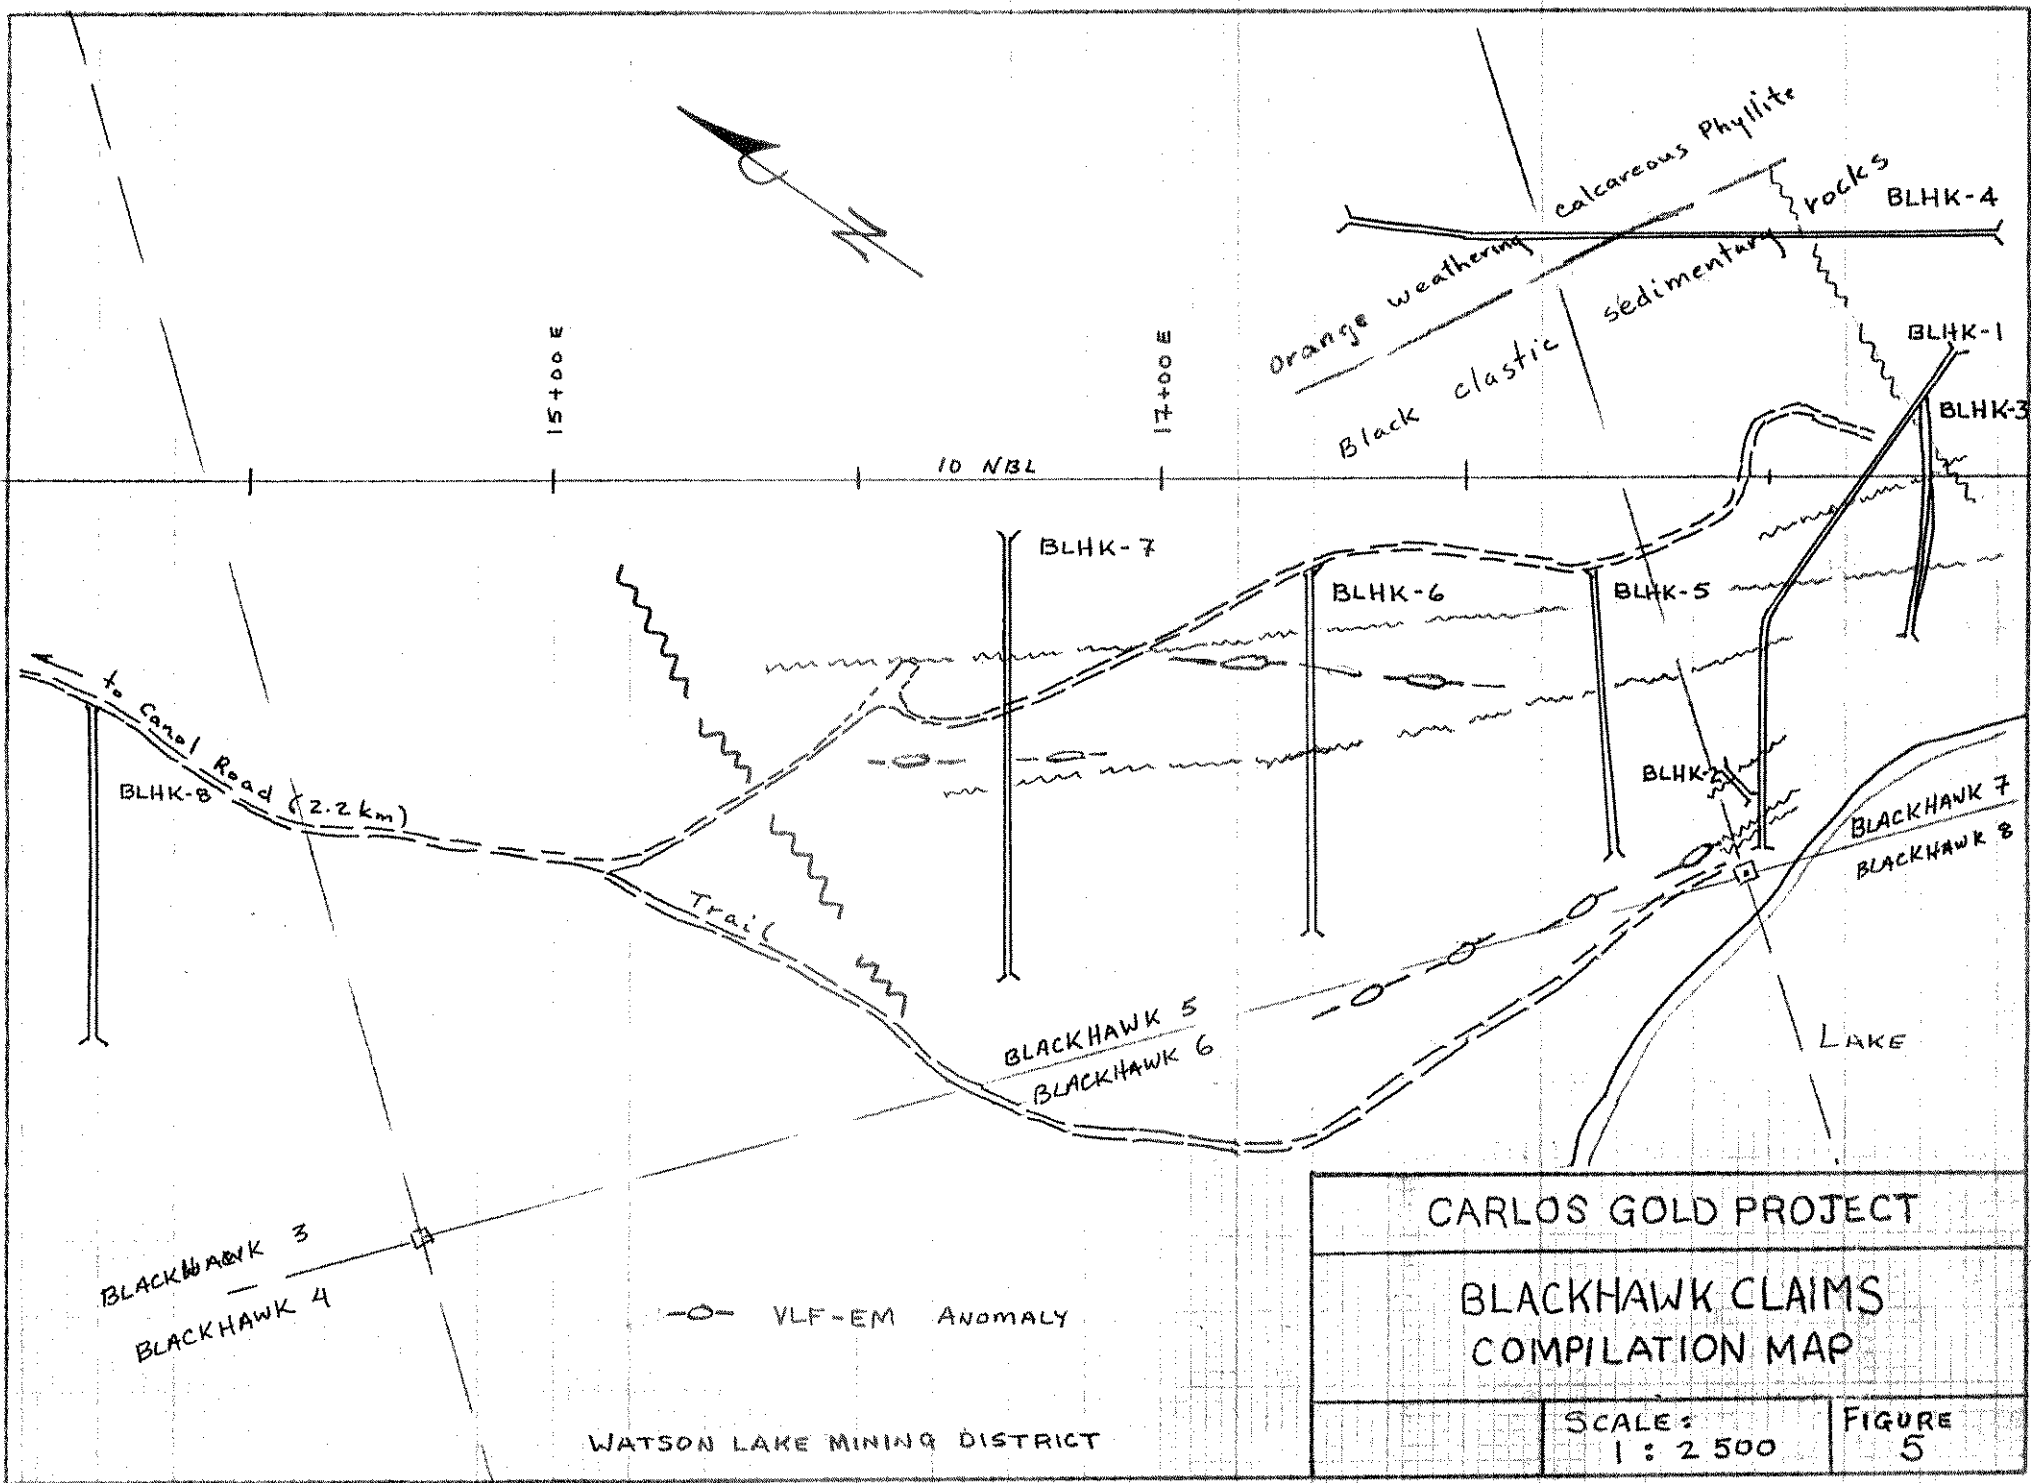 calcareous Phyllite
rocks
BLHK-4
orange weathering
sedimentary
BLHK-1
Black clastic
BLHK-3
N
15+00 E
17+00 E
10 NBL
BLHK-7
BLHK-6
BLHK-5
to Canol Road (2.2 km)
BLHK-8
BLHK-2
BLACKHAWK 7
BLACKHAWK 8
Trail
BLACKHAWK 5
BLACKHAWK 6
LAKE
BLACKHAWK 3
BLACKHAWK 4
VLF-EM ANOMALY
WATSON LAKE MINING DISTRICT
CARLOS GOLD PROJECT
BLACKHAWK CLAIMS
COMPILATION MAP
SCALE:
1 : 2 500
FIGURE
5